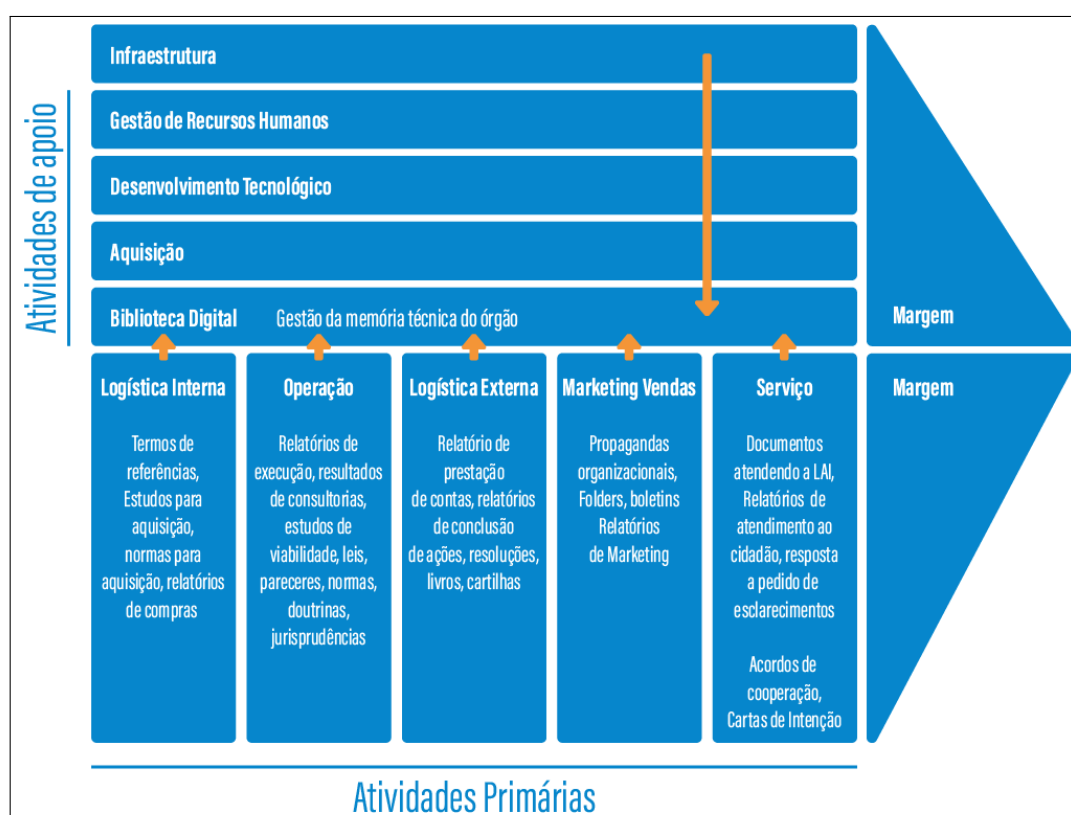 Atividades de apoio
Infraestrutura
Gestão de Recursos Humanos
Desenvolvimento Tecnológico
Aquisição
Biblioteca Digital Gestão da memória técnica do órgão
Margem
Logística Interna
Termos de
referências,
Estudos para
aquisição,
normas para
aquisição, relatórios
de compras
Operação
Relatórios de
execução, resultados
de consultorias,
estudos de
viabilidade, leis,
pareceres, normas,
doutrinas,
jurisprudências
Logística Externa
Relatório de
prestação
de contas, relatórios
de conclusão
de ações, resoluções,
livros, cartilhas
Marketing Vendas
Propagandas
organizacionais,
Folders, boletins
Relatórios
de Marketing
Serviço
Documentos
atendendo a LAI,
Relatórios de
atendimento ao
cidadão, resposta
a pedido de
esclarecimentos
Acordos de
cooperação,
Cartas de Intenção
Margem
Atividades Primárias